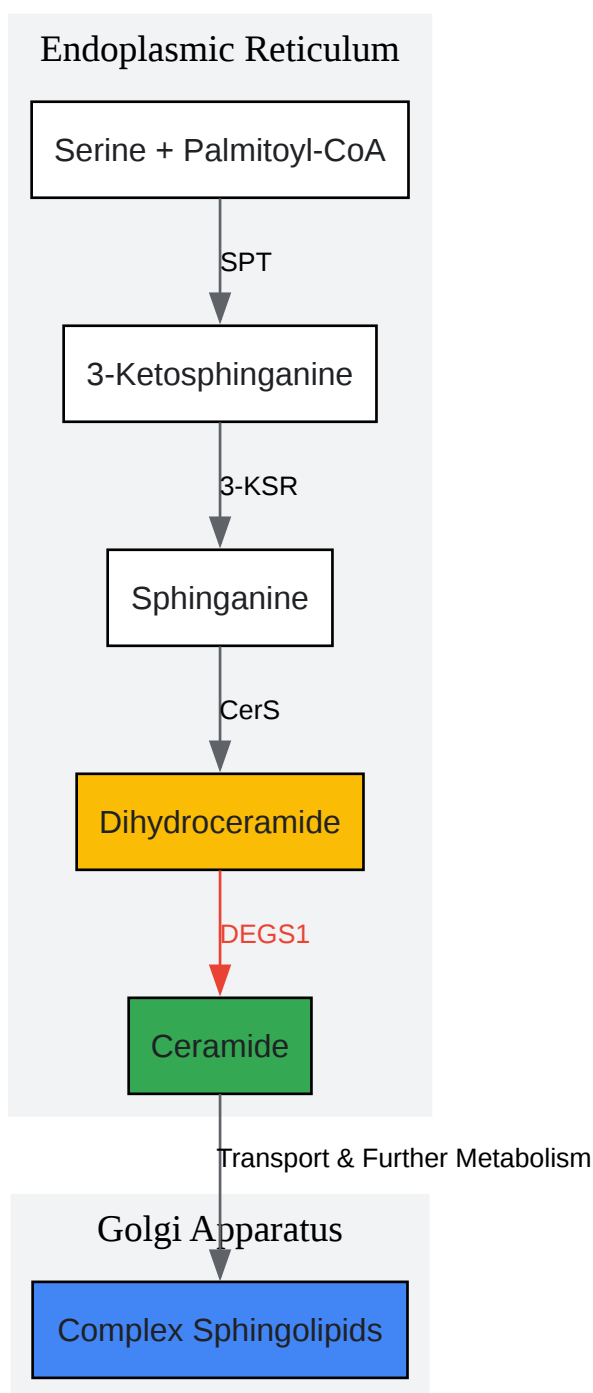 Endoplasmic Reticulum
Serine + Palmitoyl-CoA
SPT
3-Ketosphinganine
3-KSR
Sphinganine
CerS
Dihydroceramide
DEGS1
Ceramide
Transport & Further Metabolism
Golgi Apparatus
Complex Sphingolipids